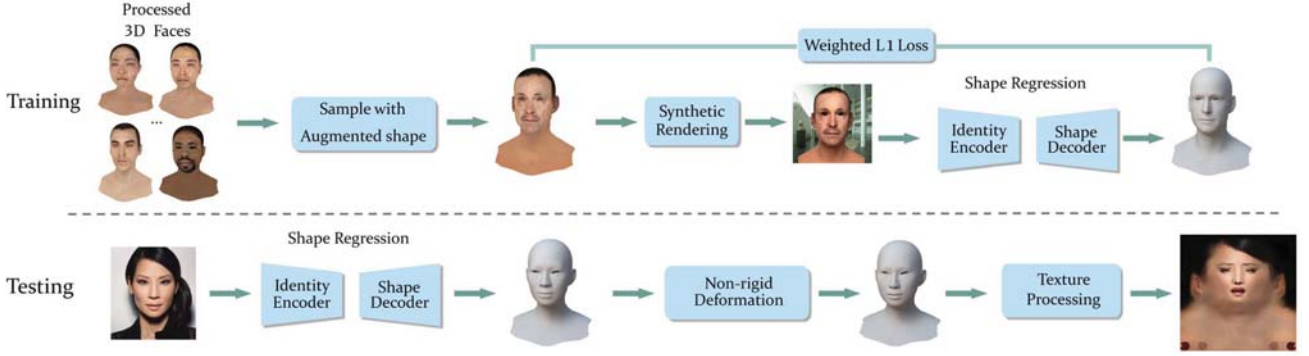 Processed
3D Faces
...
Training
Sample with
Augmented shape
Synthetic
Rendering
Weighted L1 Loss
Shape Regression
Identity
Encoder
Shape
Decoder
Testing
Shape Regression
Identity
Encoder
Shape
Decoder
Non-rigid
Deformation
Texture
Processing